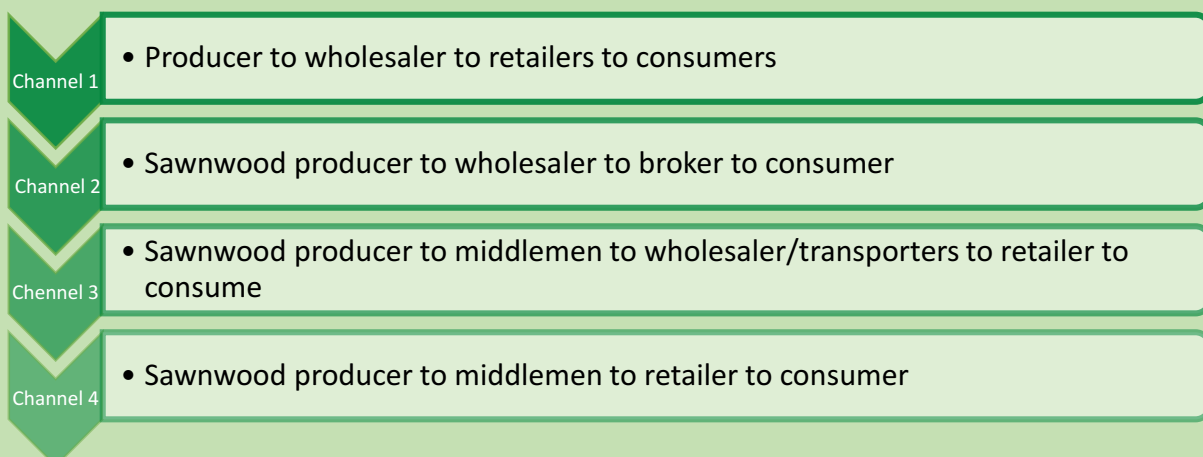 Channel 1
• Producer to wholesaler to retailers to consumers
Channel 2
• Sawnwood producer to wholesaler to broker to consumer
Chennel 3
• Sawnwood producer to middlemen to wholesaler/transporters to retailer to
consume
Channel 4
• Sawnwood producer to middlemen to retailer to consumer